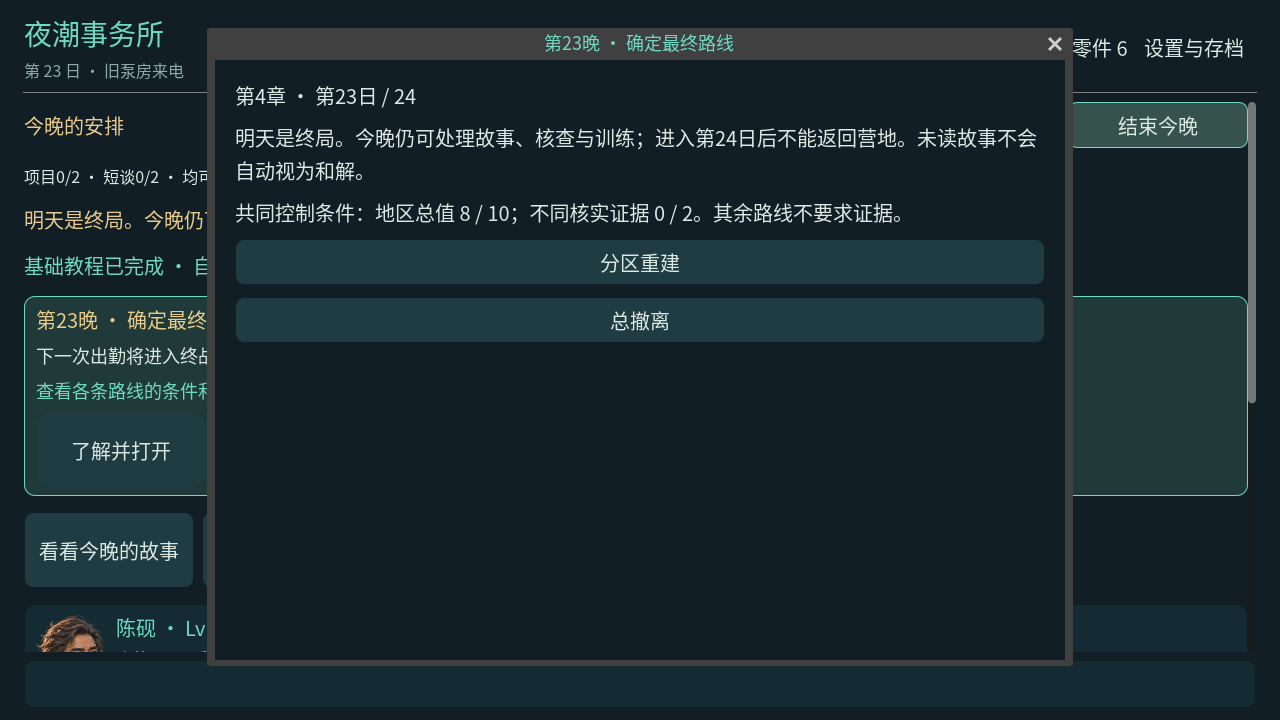 夜潮事务所
第 23 日 · 旧泵房来电
零件 6
设置与存档
今晚的安排
结束今晚
项目0/2 · 短谈0/2 · 均可
明天是终局。今晚仍可
基础教程已完成 · 自
第23晚 · 确定最终
下一次出勤将进入终战
查看各条路线的条件和
了解并打开
看看今晚的故事
陈砚 · Lv
第23晚 · 确定最终路线
第4章 · 第23日 / 24
明天是终局。今晚仍可处理故事、核查与训练；进入第24日后不能返回营地。未读故事不会
自动视为和解。
共同控制条件：地区总值 8 / 10；不同核实证据 0 / 2。其余路线不要求证据。
分区重建
总撤离